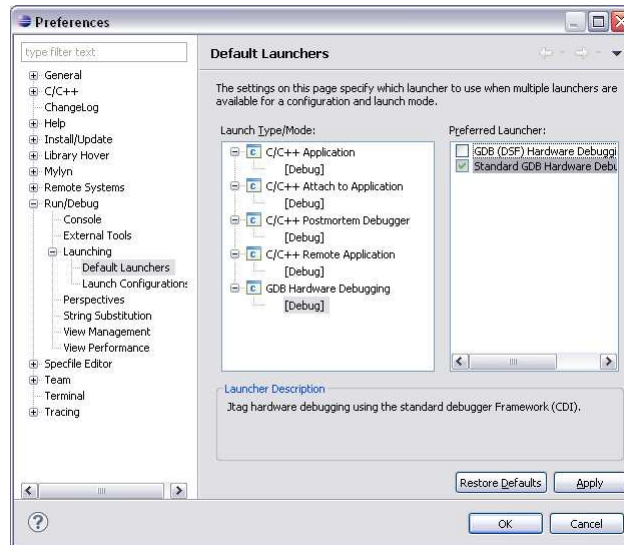 Preferences
type filter text
General
C/C++
ChangeLog
Help
Install/Update
Library Hover
Mylyn
Remote Systems
Run/Debug
Console
External Tools
Launching
Default Launchers
Launch Configurations
Perspectives
String Substitution
View Management
View Performance
Specfile Editor
Team
Terminal
Tracing
Default Launchers
The settings on this page specify which launcher to use when multiple launchers are
available for a configuration and launch mode.
Launch Type/Mode:
C/C++ Application
[Debug]
C/C++ Attach to Application
[Debug]
C/C++ Postmortem Debugger
[Debug]
C/C++ Remote Application
[Debug]
GDB Hardware Debugging
[Debug]
Preferred Launcher:
GDB (DSF) Hardware Debuggi
Standard GDB Hardware Debu
Launcher Description
Jtag hardware debugging using the standard debugger Framework (CDI).
Restore Defaults
Apply
OK
Cancel